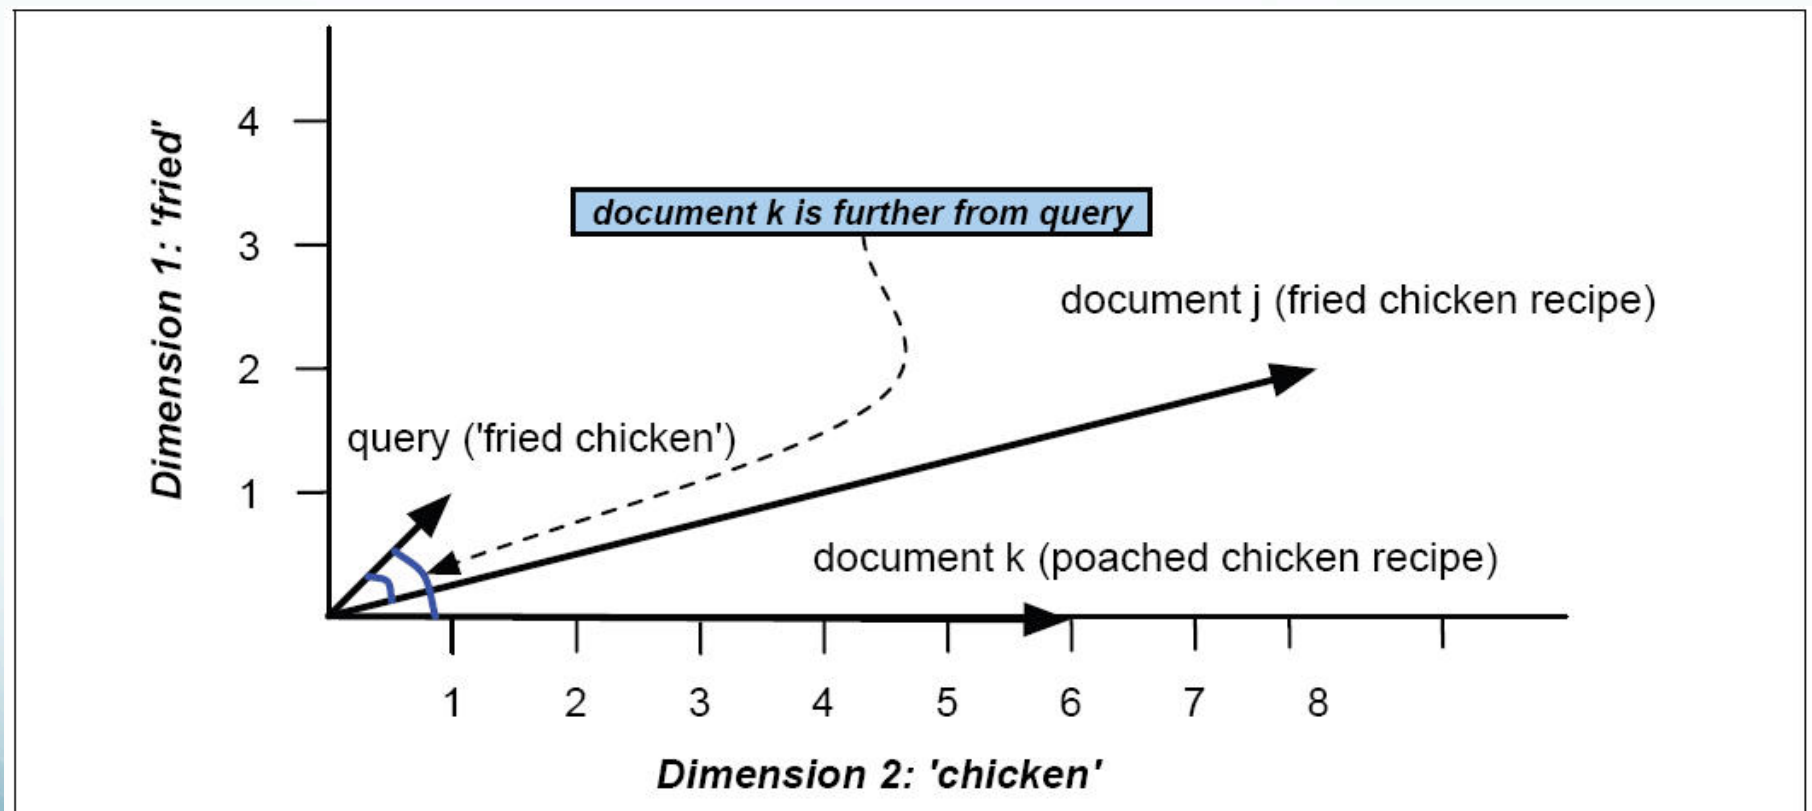 Dimension 1: 'fried'
4
3
2
1
document k is further from query
document j (fried chicken recipe)
query ('fried chicken')
document k (poached chicken recipe)
1 2 3 4 5 6 7 8
Dimension 2: 'chicken'